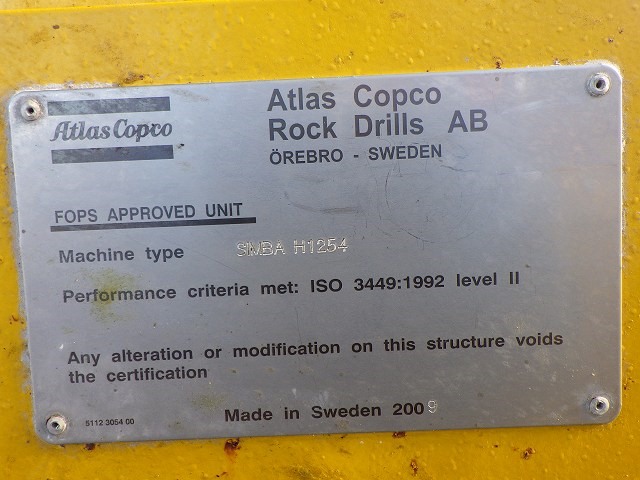 Atlas Copco
Atlas Copco
Rock Drills AB
ÖREBRO - SWEDEN
FOPS APPROVED UNIT
Machine type SIMBA H1254
Performance criteria met: ISO 3449:1992 level II
Any alteration or modification on this structure voids
the certification
5112 3054 00
Made in Sweden 2009